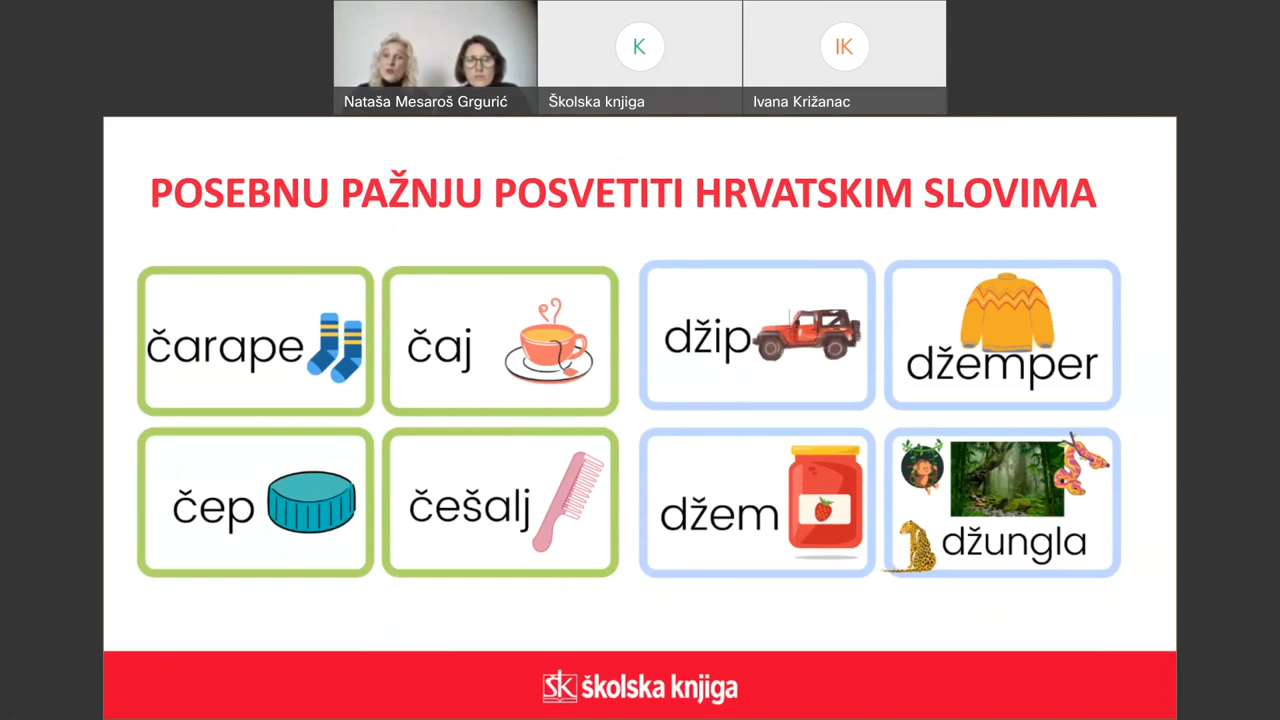 K
IK
Nataša Mesaroš Grgurić
Školska knjiga
Ivana Križanac
POSEBNU PAŽNJU POSVETITI HRVATSKIM SLOVIMA
čarape
čaj
džip
džemper
čep
češalj
džem
džungla
ŠK školska knjiga